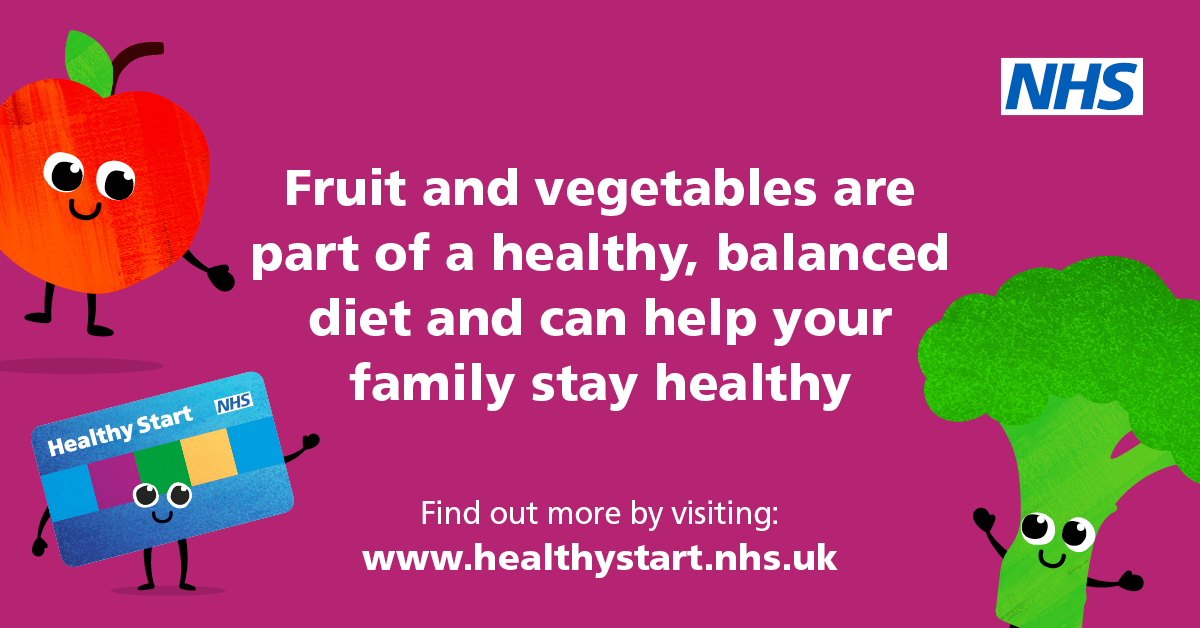 NHS
Fruit and vegetables are
part of a healthy, balanced
diet and can help your
family stay healthy
Healthy Start
NHS
Find out more by visiting:
www.healthystart.nhs.uk